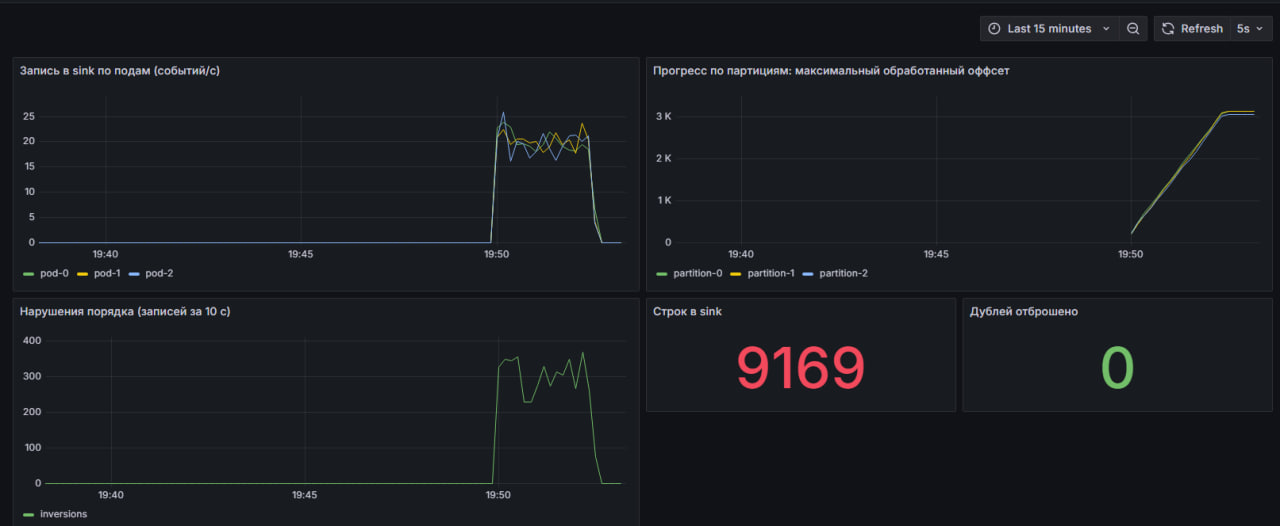 Last 15 minutes Refresh 5s
Запись в sink по подам (событий/с)
25
20
15
10
5
0
19:40 19:45 19:50
pod-0 pod-1 pod-2
Прогресс по партициям: максимальный обработанный оффсет
3 K
2 K
1 K
0
19:40 19:45 19:50
partition-0 partition-1 partition-2
Нарушения порядка (записей за 10 с)
400
300
200
100
0
19:40 19:45 19:50
inversions
Строк в sink
9169
Дублей отброшено
0